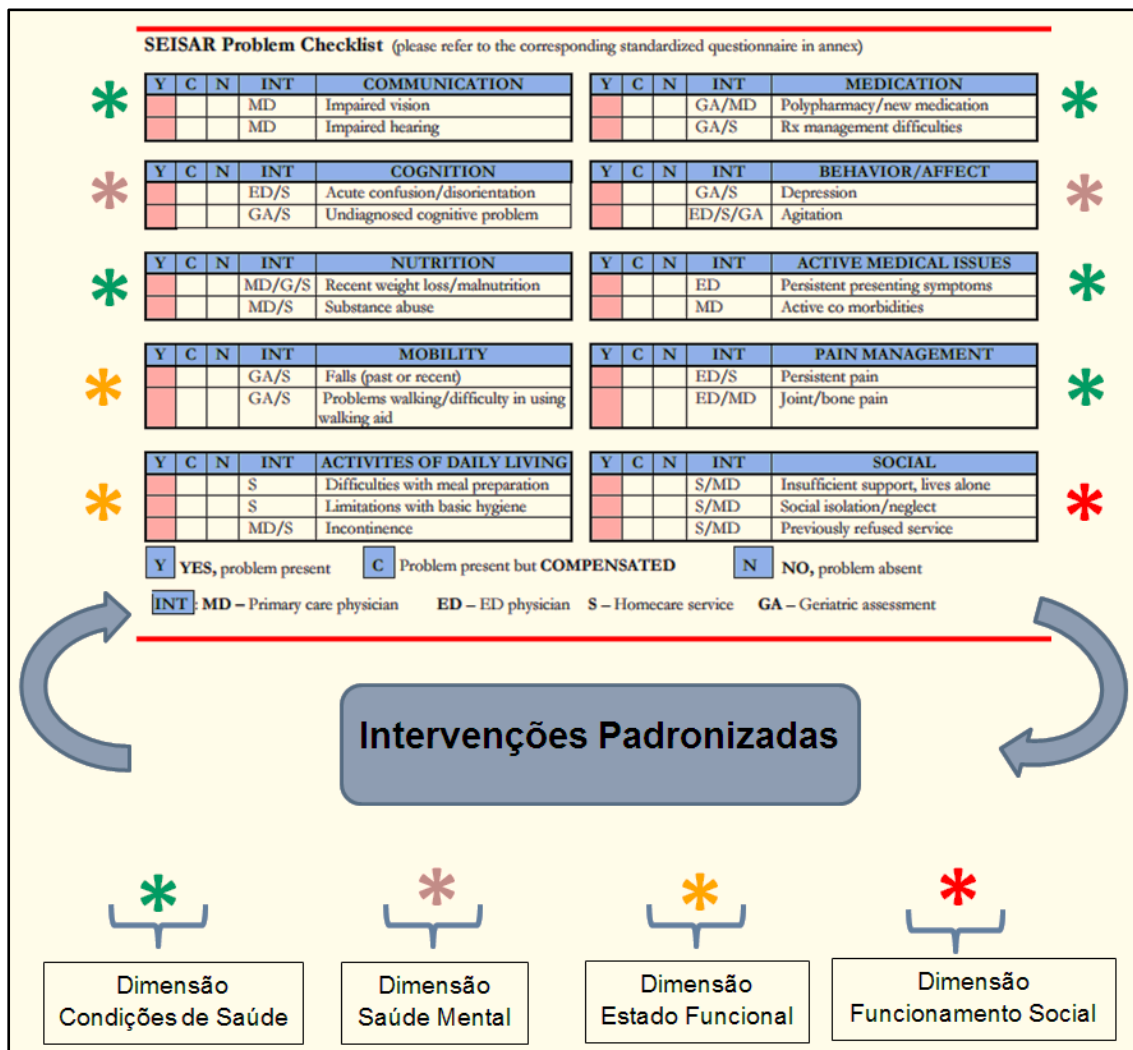 SEISAR Problem Checklist (please refer to the corresponding standardized questionnaire in annex)
Y C N INT COMMUNICATION
MD Impaired vision
MD Impaired hearing
Y C N INT MEDICATION
GA/MD Polypharmacy/new medication
GA/S Rx management difficulties
Y C N INT COGNITION
ED/S Acute confusion/disorientation
GA/S Undiagnosed cognitive problem
Y C N INT BEHAVIOR/AFFECT
GA/S Depression
ED/S/GA Agitation
Y C N INT NUTRITION
MD/G/S Recent weight loss/malnutrition
MD/S Substance abuse
Y C N INT ACTIVE MEDICAL ISSUES
ED Persistent presenting symptoms
MD Active co morbidities
Y C N INT MOBILITY
GA/S Falls (past or recent)
GA/S Problems walking/difficulty in using
walking aid
Y C N INT PAIN MANAGEMENT
ED/S Persistent pain
ED/MD Joint/bone pain
Y C N INT ACTIVITES OF DAILY LIVING
S Difficulties with meal preparation
S Limitations with basic hygiene
MD/S Incontinence
Y C N INT SOCIAL
S/MD Insufficient support, lives alone
S/MD Social isolation/neglect
S/MD Previously refused service
Y YES, problem present C Problem present but COMPENSATED N NO, problem absent
INT : MD – Primary care physician ED – ED physician S – Homecare service GA – Geriatric assessment
Intervenções Padronizadas
Dimensão
Condições de Saúde
Dimensão
Saúde Mental
Dimensão
Estado Funcional
Dimensão
Funcionamento Social